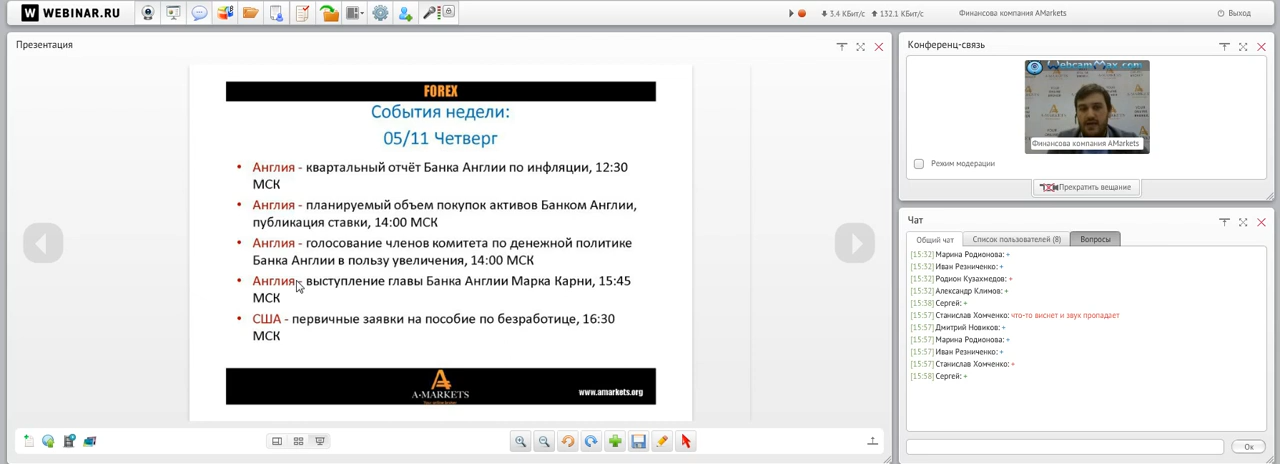 W WEBINAR.RU
3.4 КБит/с 132.1 КБит/с
Финансова компания AMarkets
Выход
Презентация
FOREX
События недели:
05/11 Четверг
• Англия - квартальный отчёт Банка Англии по инфляции, 12:30
МСК
• Англия - планируемый объем покупок активов Банком Англии,
публикация ставки, 14:00 МСК
• Англия - голосование членов комитета по денежной политике
Банка Англии в пользу увеличения, 14:00 МСК
• Англия - выступление главы Банка Англии Марка Карни, 15:45
МСК
• США - первичные заявки на пособие по безработице, 16:30
МСК
A-MARKETS
www.amarkets.org
Конференц-связь
WebcamMax.com
Финансова компания AMarkets
Режим модерации
Прекратить вещание
Чат
Общий чат Список пользователей (8) Вопросы
[15:32] Марина Родионова: +
[15:32] Иван Резниченко: +
[15:32] Родион Кузахмедов: +
[15:32] Александр Климов: +
[15:38] Сергей: +
[15:57] Станислав Хомченко: что-то виснет и звук пропадает
[15:57] Дмитрий Новиков: +
[15:57] Марина Родионова: +
[15:57] Иван Резниченко: +
[15:57] Станислав Хомченко: +
[15:58] Сергей: +
Ок